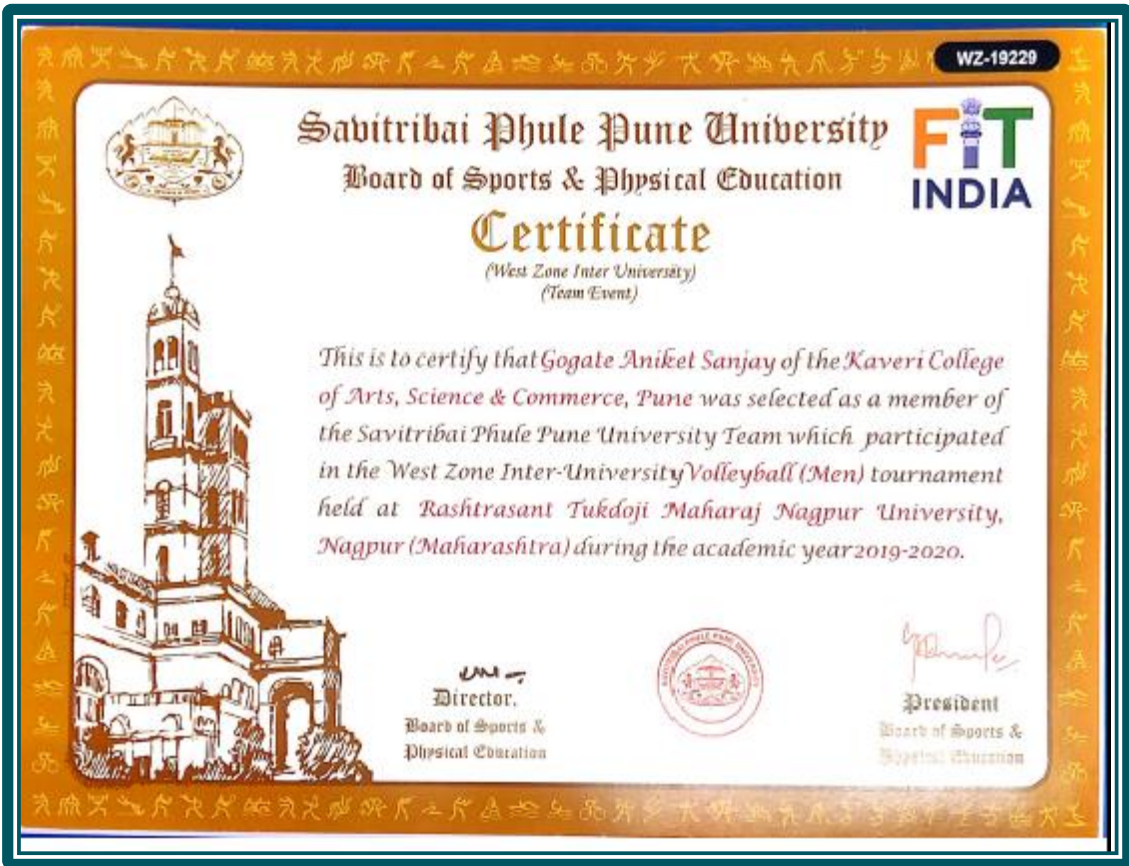 WZ-19229
Savitribai Phule Pune University
FiT
INDIA
Board of Sports & Physical Education
Certificate
(West Zone Inter University)
(Team Event)
This is to certify that Gogate Aniket Sanjay of the Kaveri College
of Arts, Science & Commerce, Pune was selected as a member of
the Savitribai Phule Pune University Team which participated
in the West Zone Inter-University Volleyball (Men) tournament
held at Rashtrasant Tukdoji Maharaj Nagpur University,
Nagpur (Maharashtra) during the academic year 2019-2020.
Director,
Board of Sports &
Physical Education
SAVITRIBAI PHULE PUNE UNIVERSITY
President
Board of Sports &
Physical Education